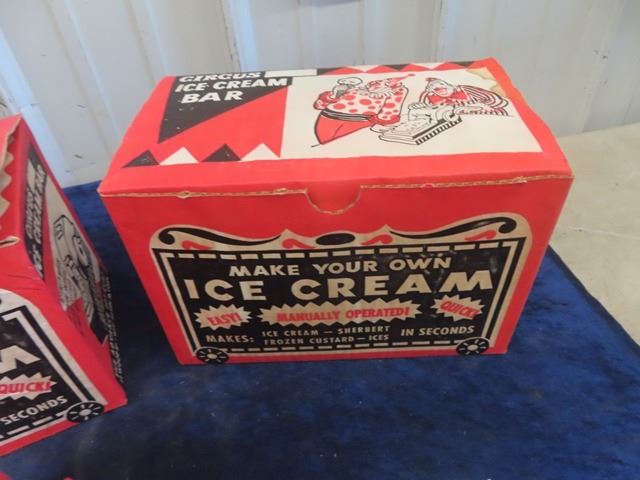 CIRCUS
ICE-CREAM
BAR
MAKE YOUR OWN
ICE CREAM
EASY!
MANUALLY OPERATED!
QUICK!
MAKES:
ICE CREAM — SHERBERT
FROZEN CUSTARD — ICES
IN SECONDS
M
QUICK!
SECONDS